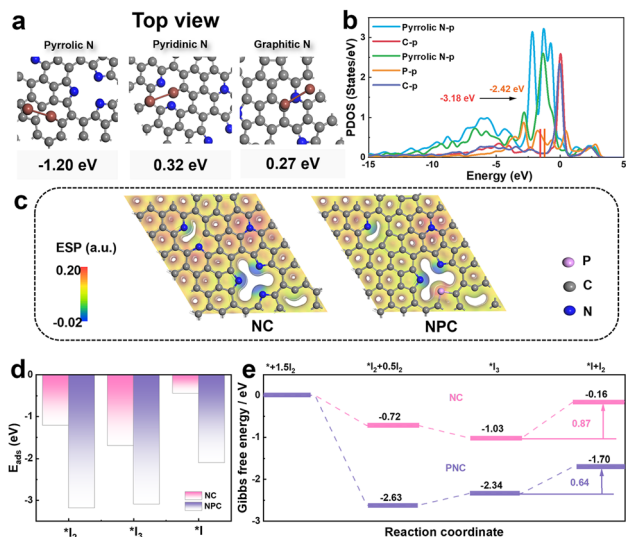 a
Top view
Pyrrolic N
Pyridinic N
Graphitic N
-1.20 eV
0.32 eV
0.27 eV
b
PDOS (States/eV)
3
2
1
0
Pyrrolic N-p
C-p
Pyrrolic N-p
P-p
C-p
-3.18 eV
-2.42 eV
-15
-10
-5
0
5
Energy (eV)
c
ESP (a.u.)
0.20
-0.02
NC
NPC
P
C
N
d
E_ads (eV)
0
-1
-2
-3
NC
NPC
*I₂
*I₃
*I
e
Gibbs free energy / eV
1
0
-1
-2
-3
*+1.5I₂
*I₂+0.5I₂
*I₃
*I+I₂
NC
-0.72
-1.03
-0.16
0.87
PNC
-2.63
-2.34
-1.70
0.64
Reaction coordinate